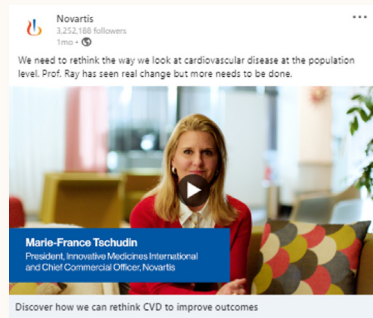 Novartis
3,252,188 followers
1mo •
We need to rethink the way we look at cardiovascular disease at the population
level. Prof. Ray has seen real change but more needs to be done.
Marie-France Tschudin
President, Innovative Medicines International
and Chief Commercial Officer, Novartis
Discover how we can rethink CVD to improve outcomes